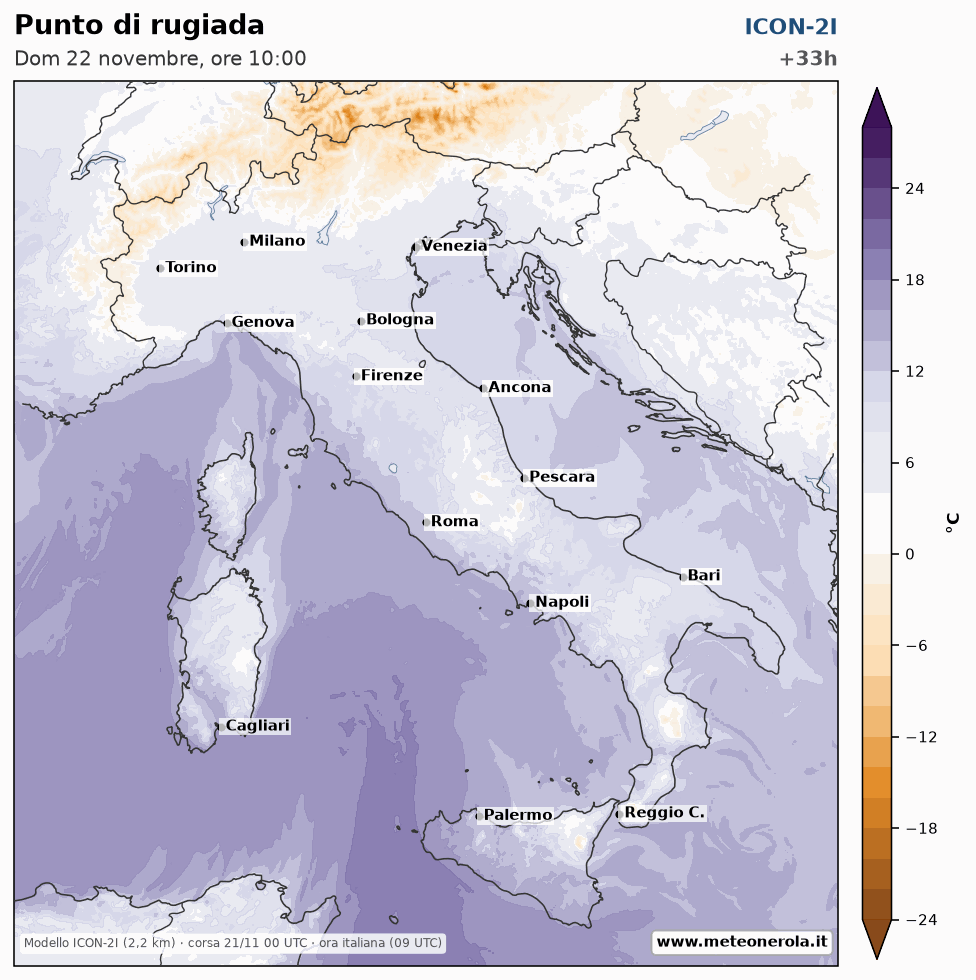 Punto di rugiada
ICON-2I
Dom 22 novembre, ore 10:00
+33h
Milano
Venezia
Torino
Genova
Bologna
Firenze
Ancona
Pescara
Roma
Bari
Napoli
Cagliari
Palermo
Reggio C.
24
18
12
6
0
−6
−12
−18
−24
°C
Modello ICON-2I (2,2 km) · corsa 21/11 00 UTC · ora italiana (09 UTC)
www.meteonerola.it